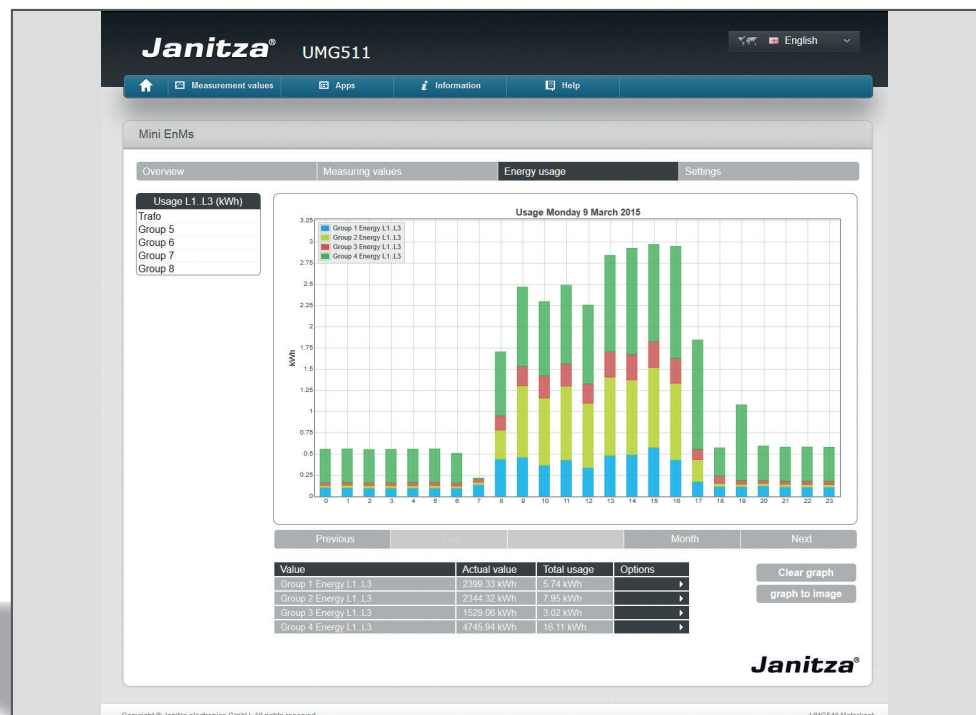 Janitza® UMG511
English
Measurement values Apps Information Help
Mini EnMs
Overview Measuring values Energy usage Settings
Usage L1..L3 (kWh)
Trafo
Group 5
Group 6
Group 7
Group 8
Usage Monday 9 March 2015
Group 1 Energy L1..L3
Group 2 Energy L1..L3
Group 3 Energy L1..L3
Group 4 Energy L1..L3
kWh
3.25
3
2.75
2.5
2.25
2
1.75
1.5
1.25
1
0.75
0.5
0.25
0
0 1 2 3 4 5 6 7 8 9 10 11 12 13 14 15 16 17 18 19 20 21 22 23
Previous Day Month Next
Value Actual value Total usage Options
Group 1 Energy L1..L3 2399.33 kWh 5.74 kWh
Group 2 Energy L1..L3 2344.32 kWh 7.95 kWh
Group 3 Energy L1..L3 1529.06 kWh 3.02 kWh
Group 4 Energy L1..L3 4745.94 kWh 16.11 kWh
Clear graph
graph to image
Janitza®